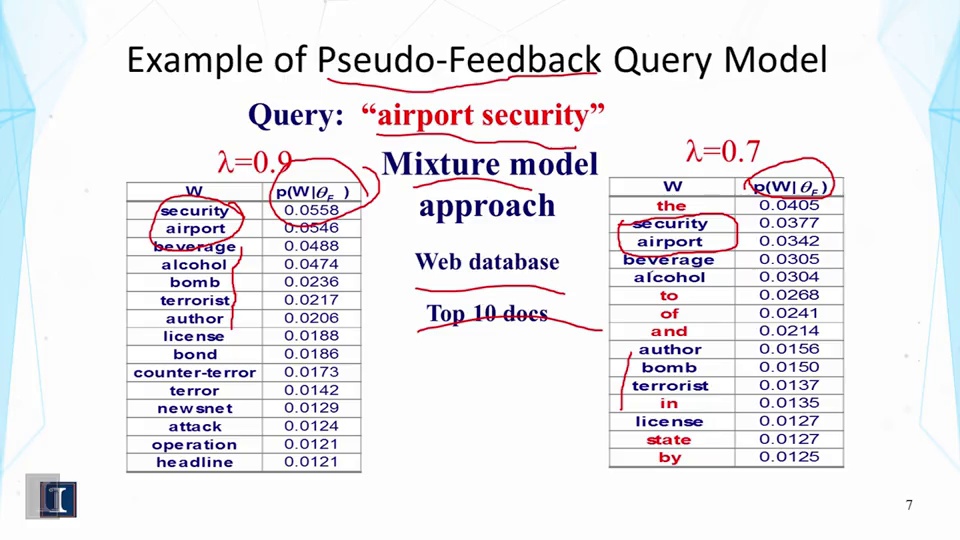 Example of Pseudo-Feedback Query Model
Query: “airport security”
λ=0.9
Mixture model
approach
Web database
Top 10 docs
W p(W|θF )
security 0.0558
airport 0.0546
beverage 0.0488
alcohol 0.0474
bomb 0.0236
terrorist 0.0217
author 0.0206
license 0.0188
bond 0.0186
counter-terror 0.0173
terror 0.0142
newsnet 0.0129
attack 0.0124
operation 0.0121
headline 0.0121
λ=0.7
W p(W|θF )
the 0.0405
security 0.0377
airport 0.0342
beverage 0.0305
alcohol 0.0304
to 0.0268
of 0.0241
and 0.0214
author 0.0156
bomb 0.0150
terrorist 0.0137
in 0.0135
license 0.0127
state 0.0127
by 0.0125
I
7